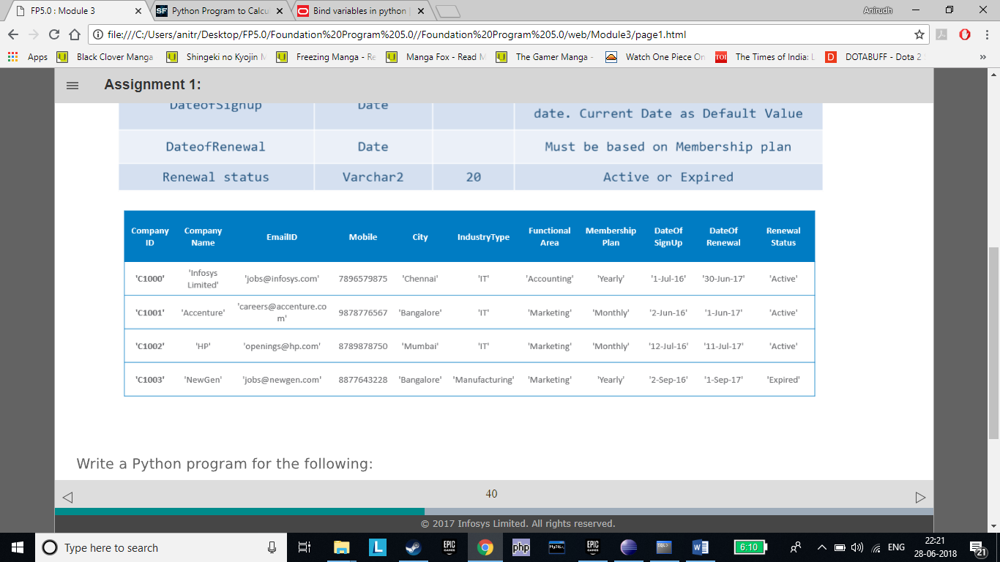 FP5.0 : Module 3
Python Program to Calcu
Bind variables in python
Anirudh
file:///C:/Users/anitr/Desktop/FP5.0/Foundation%20Program%205.0//Foundation%20Program%205.0/web/Module3/page1.html
Apps Black Clover Manga Shingeki no Kyojin M Freezing Manga - Re Manga Fox - Read M The Gamer Manga - Watch One Piece On The Times of India: L DOTABUFF - Dota 2 »
Assignment 1:
DateofSignup Date
date. Current Date as Default Value
DateofRenewal Date Must be based on Membership plan
Renewal status Varchar2 20 Active or Expired
Company ID Company Name EmailID Mobile City IndustryType Functional Area Membership Plan DateOf SignUp DateOf Renewal Renewal Status
'C1000' 'Infosys Limited' 'jobs@infosys.com' 7896579875 'Chennai' 'IT' 'Accounting' 'Yearly' '1-Jul-16' '30-Jun-17' 'Active'
'C1001' 'Accenture' 'careers@accenture.com' 9878776567 'Bangalore' 'IT' 'Marketing' 'Monthly' '2-Jun-16' '1-Jun-17' 'Active'
'C1002' 'HP' 'openings@hp.com' 8789878750 'Mumbai' 'IT' 'Marketing' 'Monthly' '12-Jul-16' '11-Jul-17' 'Active'
'C1003' 'NewGen' 'jobs@newgen.com' 8877643228 'Bangalore' 'Manufacturing' 'Marketing' 'Yearly' '2-Sep-16' '1-Sep-17' 'Expired'
Write a Python program for the following:
40
© 2017 Infosys Limited. All rights reserved.
Type here to search
L
EPIC GAMES
php
MySQL
EPIC GAMES
SQL
6:10
ENG
22:21
28-06-2018
21